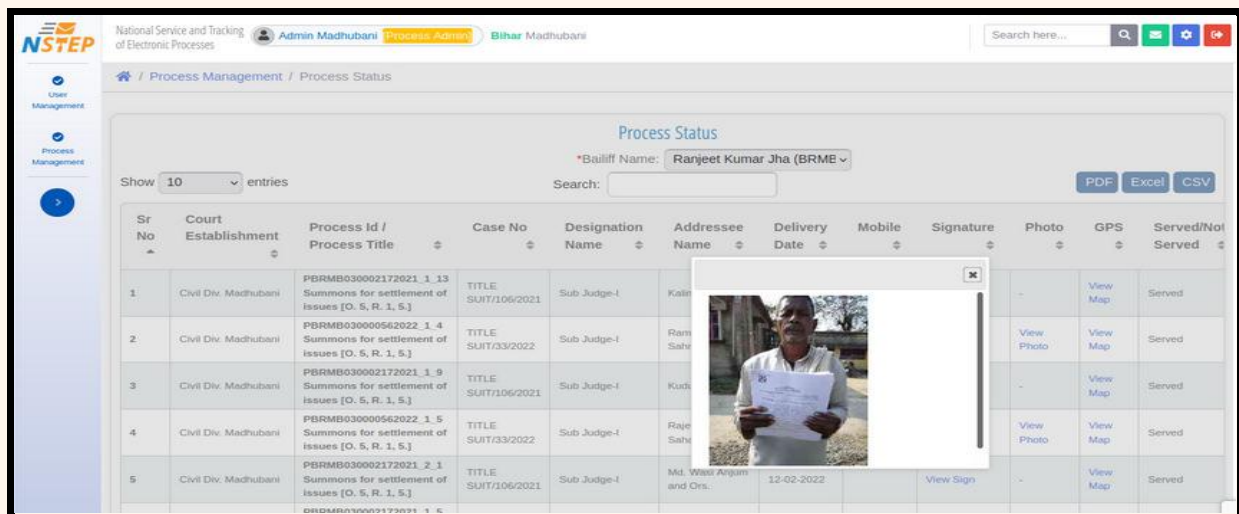 NSTEP
National Service and Tracking
of Electronic Processes
Admin Madhubani [Process Admin]
Bihar Madhubani
Search here...
/ Process Management / Process Status
User
Management
Process
Management
Process Status
*Bailiff Name: Ranjeet Kumar Jha (BRME
Show 10 entries
Search:
PDF Excel CSV
Sr No Court Establishment Process Id / Process Title Case No Designation Name Addressee Name Delivery Date Mobile Signature Photo GPS Served/Not Served
1 Civil Div. Madhubani PBRMB030002172021_1_13 Summons for settlement of issues [O. 5, R. 1, 5.] TITLE SUIT/106/2021 Sub Judge-I - View Map Served
2 Civil Div. Madhubani PBRMB030000562022_1_4 Summons for settlement of issues [O. 5, R. 1, 5.] TITLE SUIT/33/2022 Sub Judge-I View Photo View Map Served
3 Civil Div. Madhubani PBRMB030002172021_1_9 Summons for settlement of issues [O. 5, R. 1, 5.] TITLE SUIT/106/2021 Sub Judge-I - View Map Served
4 Civil Div. Madhubani PBRMB030000562022_1_5 Summons for settlement of issues [O. 5, R. 1, 5.] TITLE SUIT/33/2022 Sub Judge-I View Photo View Map Served
5 Civil Div. Madhubani PBRMB030002172021_2_1 Summons for settlement of issues [O. 5, R. 1, 5.] TITLE SUIT/106/2021 Sub Judge-I Md. Wasi Anjum and Ors. 12-02-2022 View Sign - View Map Served
PBRMB030002172021_1_5